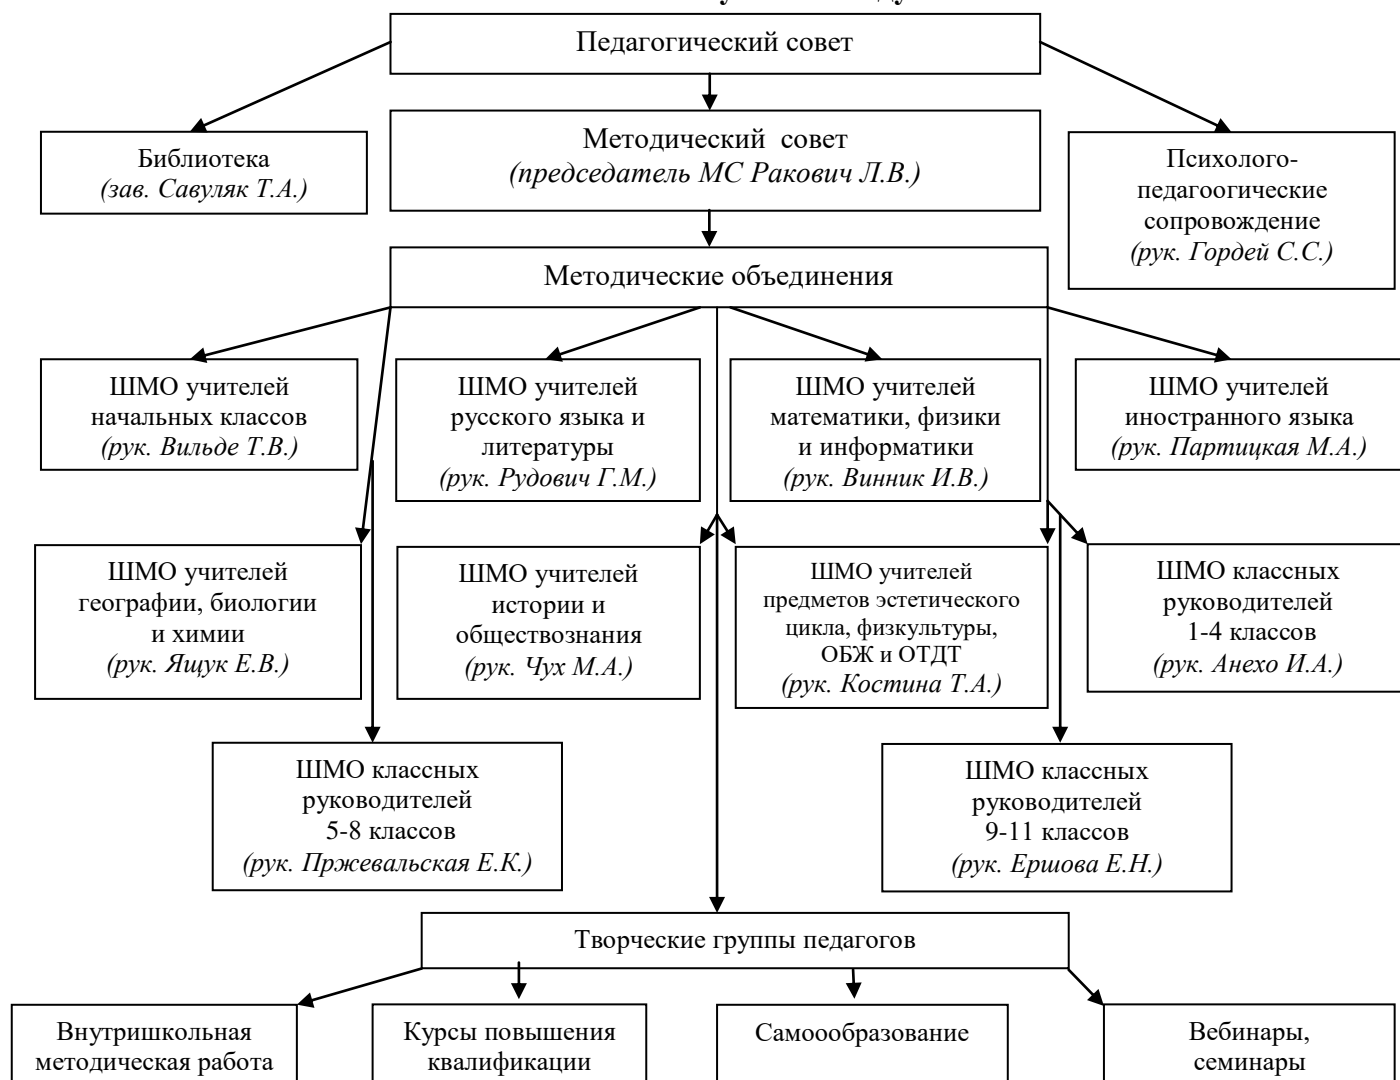 Педагогический совет
Методический совет
(председатель МС Ракович Л.В.)
Библиотека
(зав. Савуляк Т.А.)
Психолого-
педагоогические
сопровождение
(рук. Гордей С.С.)
Методические объединения
ШМО учителей
начальных классов
(рук. Вильде Т.В.)
ШМО учителей
русского языка и
литературы
(рук. Рудович Г.М.)
ШМО учителей
математики, физики
и информатики
(рук. Винник И.В.)
ШМО учителей
иностранного языка
(рук. Партицкая М.А.)
ШМО учителей
географии, биологии
и химии
(рук. Ящук Е.В.)
ШМО учителей
истории и
обществознания
(рук. Чух М.А.)
ШМО учителей
предметов эстетического
цикла, физкультуры,
ОБЖ и ОТДТ
(рук. Костина Т.А.)
ШМО классных
руководителей
1-4 классов
(рук. Анехо И.А.)
ШМО классных
руководителей
5-8 классов
(рук. Пржевальская Е.К.)
ШМО классных
руководителей
9-11 классов
(рук. Ершова Е.Н.)
Творческие группы педагогов
Внутришкольная
методическая работа
Курсы повышения
квалификации
Самоообразование
Вебинары,
семинары